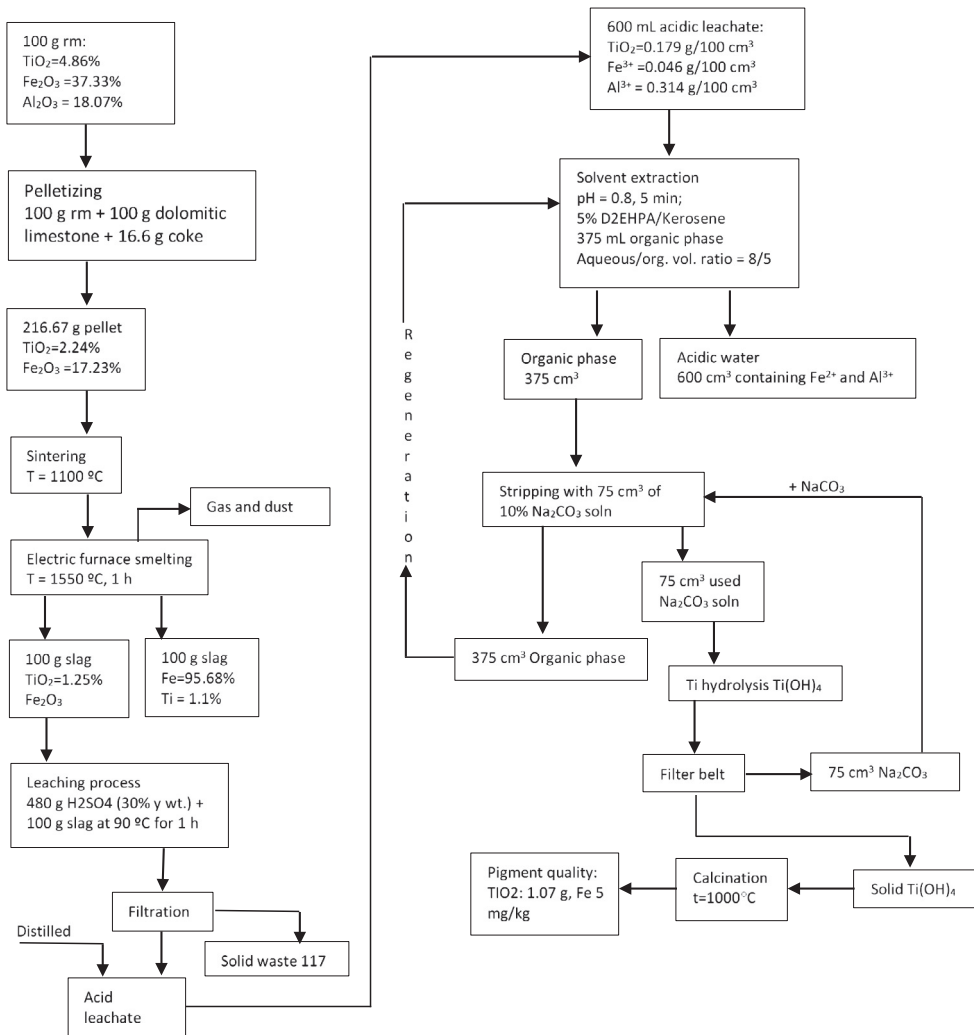 100 g rm:
TiO₂=4.86%
Fe₂O₃ =37.33%
Al₂O₃ = 18.07%
Pelletizing
100 g rm + 100 g dolomitic
limestone + 16.6 g coke
216.67 g pellet
TiO₂=2.24%
Fe₂O₃ =17.23%
Sintering
T = 1100 ºC
Gas and dust
Electric furnace smelting
T = 1550 ºC, 1 h
100 g slag
TiO₂=1.25%
Fe₂O₃
100 g slag
Fe=95.68%
Ti = 1.1%
Leaching process
480 g H2SO4 (30% y wt.) +
100 g slag at 90 ºC for 1 h
Filtration
Solid waste 117
Distilled
Acid
leachate
600 mL acidic leachate:
TiO₂=0.179 g/100 cm³
Fe³⁺ =0.046 g/100 cm³
Al³⁺ = 0.314 g/100 cm³
Solvent extraction
pH = 0.8, 5 min;
5% D2EHPA/Kerosene
375 mL organic phase
Aqueous/org. vol. ratio = 8/5
Regeneration
Organic phase
375 cm³
Acidic water
600 cm³ containing Fe²⁺ and Al³⁺
Stripping with 75 cm³ of
10% Na₂CO₃ soln
+ NaCO₃
75 cm³ used
Na₂CO₃ soln
375 cm³ Organic phase
Ti hydrolysis Ti(OH)₄
Filter belt
75 cm³ Na₂CO₃
Solid Ti(OH)₄
Calcination
t=1000°C
Pigment quality:
TIO2: 1.07 g, Fe 5
mg/kg